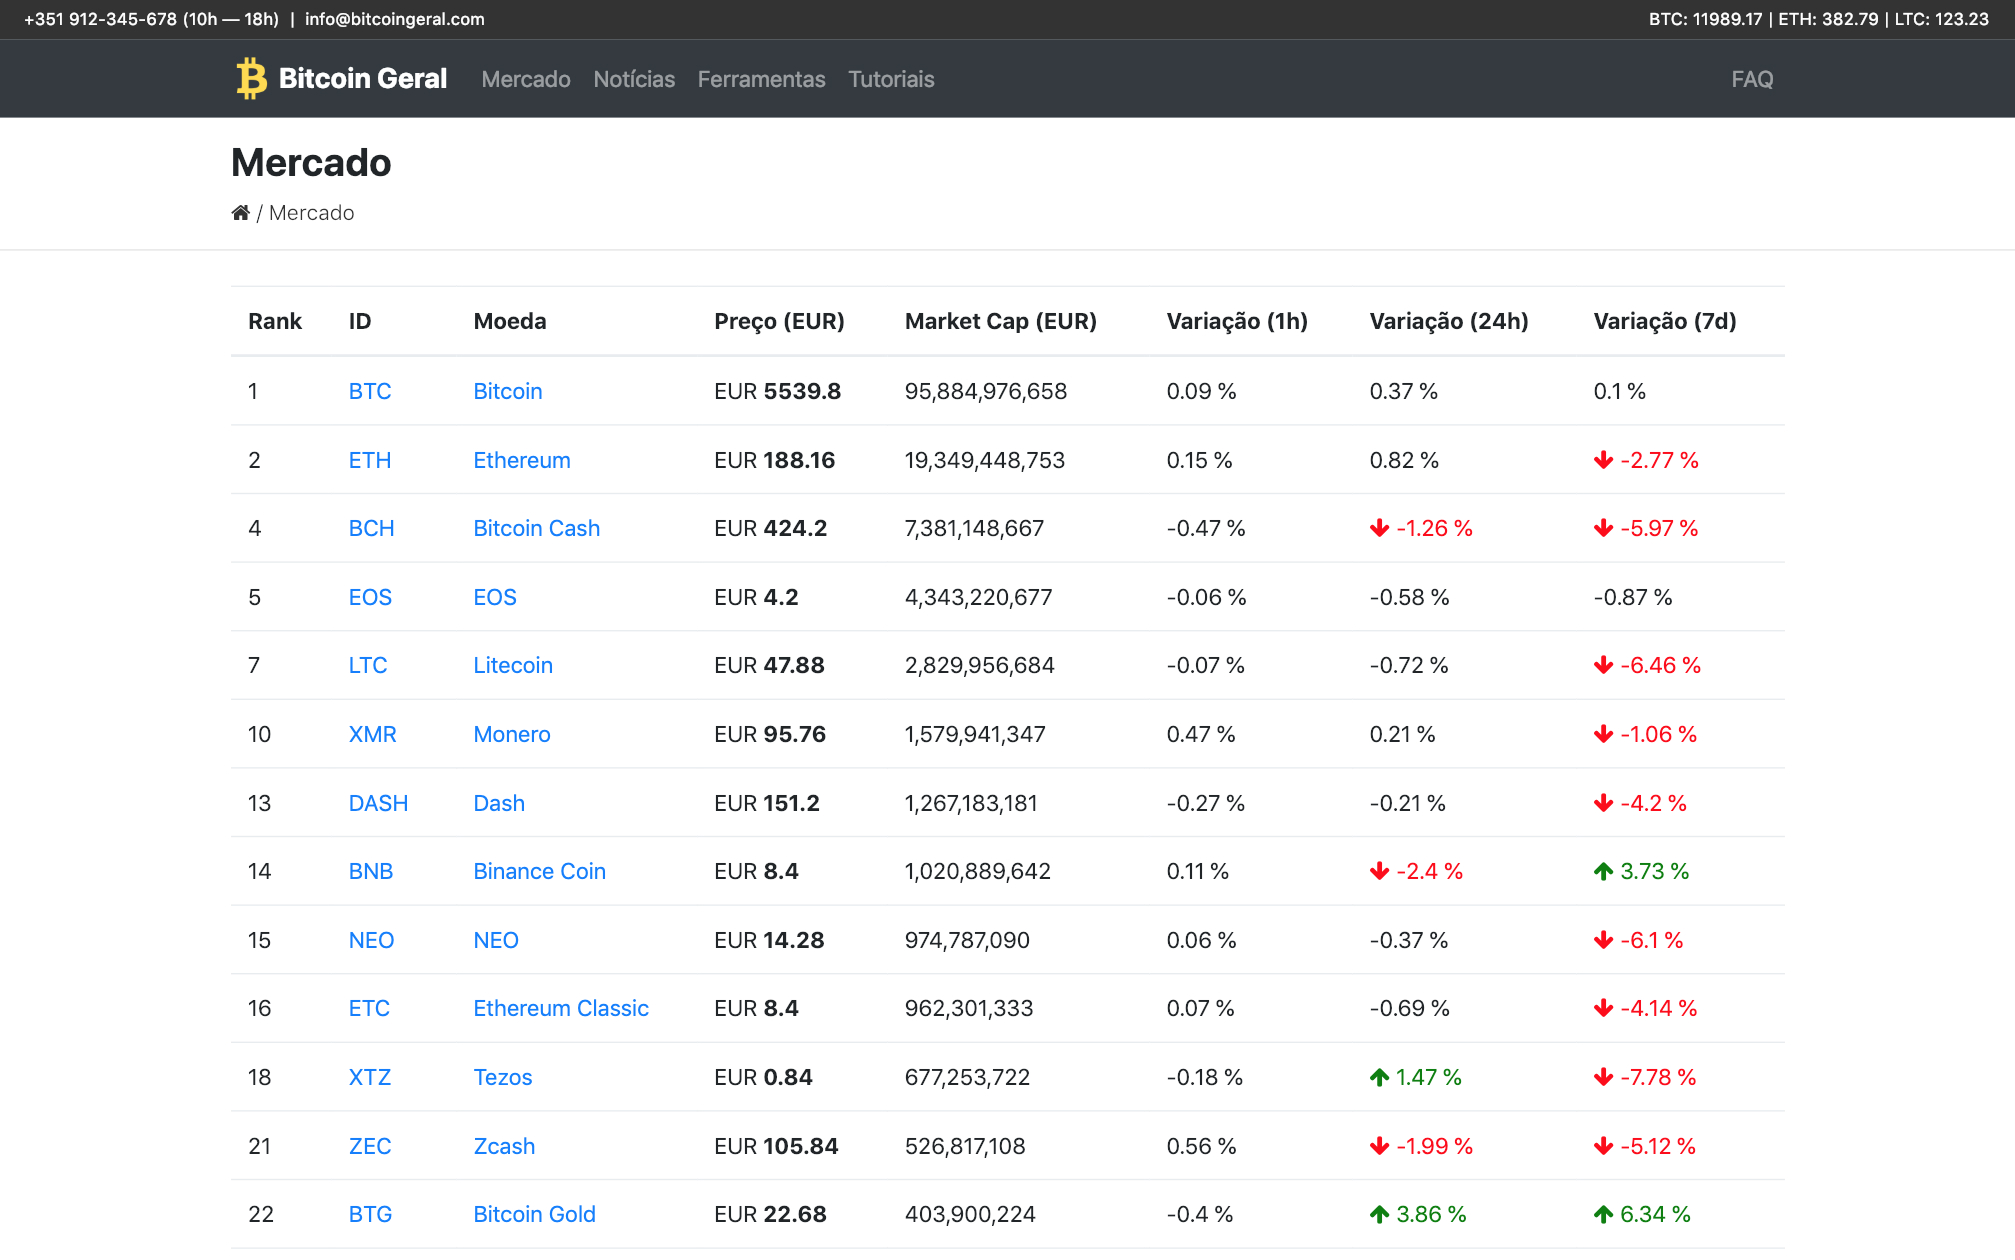 +351 912-345-678 (10h — 18h) | info@bitcoingeral.com BTC: 11989.17 | ETH: 382.79 | LTC: 123.23
Bitcoin Geral Mercado Notícias Ferramentas Tutoriais FAQ
Mercado
/ Mercado
Rank ID Moeda Preço (EUR) Market Cap (EUR) Variação (1h) Variação (24h) Variação (7d)
1 BTC Bitcoin EUR 5539.8 95,884,976,658 0.09 % 0.37 % 0.1 %
2 ETH Ethereum EUR 188.16 19,349,448,753 0.15 % 0.82 % -2.77 %
4 BCH Bitcoin Cash EUR 424.2 7,381,148,667 -0.47 % -1.26 % -5.97 %
5 EOS EOS EUR 4.2 4,343,220,677 -0.06 % -0.58 % -0.87 %
7 LTC Litecoin EUR 47.88 2,829,956,684 -0.07 % -0.72 % -6.46 %
10 XMR Monero EUR 95.76 1,579,941,347 0.47 % 0.21 % -1.06 %
13 DASH Dash EUR 151.2 1,267,183,181 -0.27 % -0.21 % -4.2 %
14 BNB Binance Coin EUR 8.4 1,020,889,642 0.11 % -2.4 % 3.73 %
15 NEO NEO EUR 14.28 974,787,090 0.06 % -0.37 % -6.1 %
16 ETC Ethereum Classic EUR 8.4 962,301,333 0.07 % -0.69 % -4.14 %
18 XTZ Tezos EUR 0.84 677,253,722 -0.18 % 1.47 % -7.78 %
21 ZEC Zcash EUR 105.84 526,817,108 0.56 % -1.99 % -5.12 %
22 BTG Bitcoin Gold EUR 22.68 403,900,224 -0.4 % 3.86 % 6.34 %